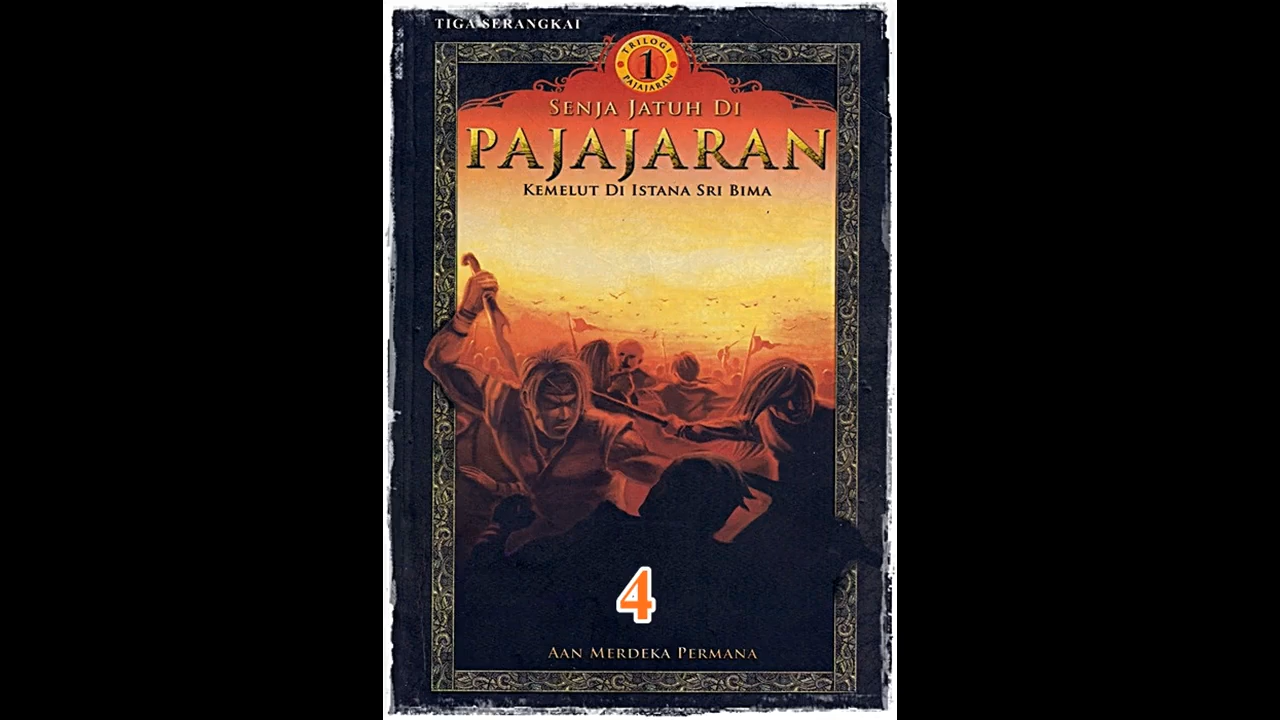 TIGA SERANGKAI
TRILOGI
1
PAJAJARAN
SENJA JATUH DI
PAJAJARAN
KEMELUT DI ISTANA SRI BIMA
4
AAN MERDEKA PERMANA